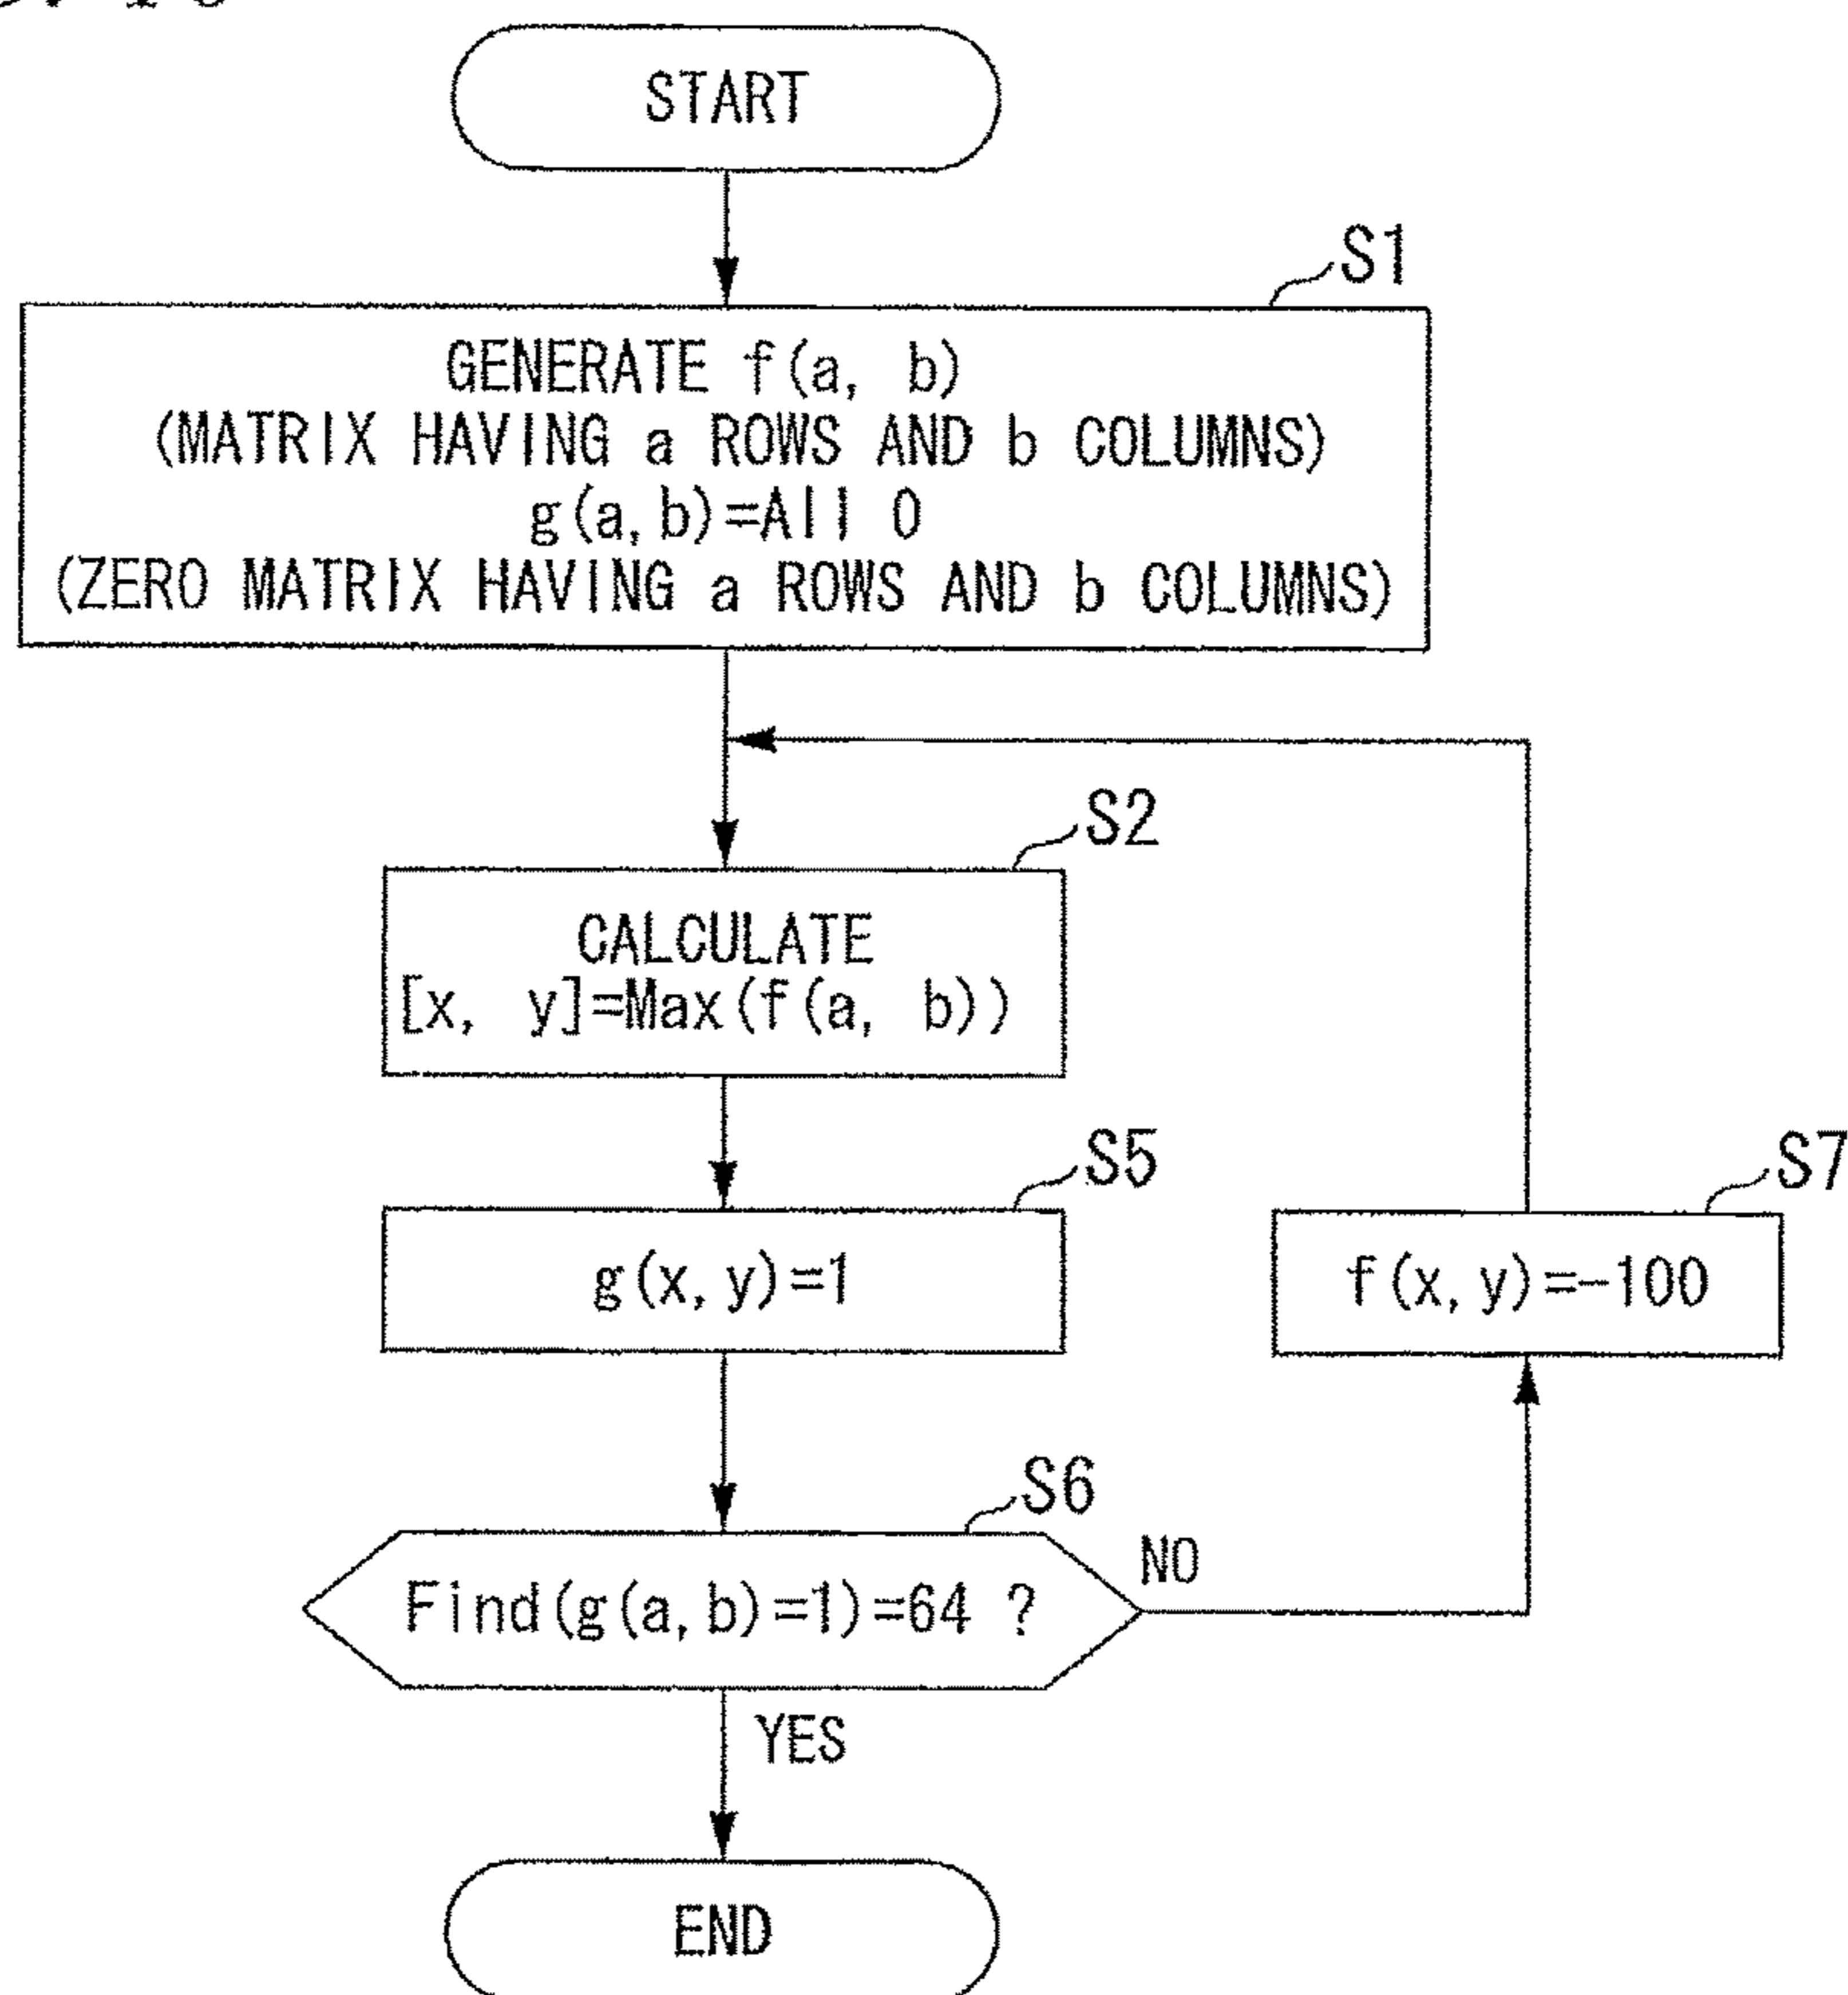 START
S1
GENERATE f(a, b)
(MATRIX HAVING a ROWS AND b COLUMNS)
g(a,b)=All 0
(ZERO MATRIX HAVING a ROWS AND b COLUMNS)
S2
CALCULATE
[x, y]=Max(f(a, b))
S5
g(x,y)=1
S7
f(x,y)=-100
S6
Find(g(a,b)=1)=64 ?
NO
YES
END